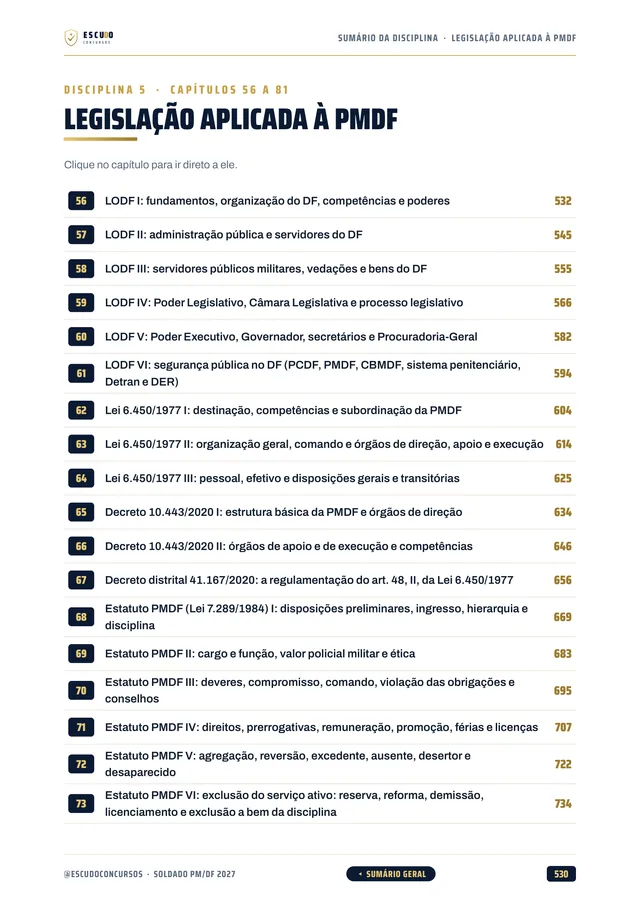 ESCUDO
CONCURSOS
SUMÁRIO DA DISCIPLINA · LEGISLAÇÃO APLICADA À PMDF
DISCIPLINA 5 · CAPÍTULOS 56 A 81
LEGISLAÇÃO APLICADA À PMDF
Clique no capítulo para ir direto a ele.
56 LODF I: fundamentos, organização do DF, competências e poderes 532
57 LODF II: administração pública e servidores do DF 545
58 LODF III: servidores públicos militares, vedações e bens do DF 555
59 LODF IV: Poder Legislativo, Câmara Legislativa e processo legislativo 566
60 LODF V: Poder Executivo, Governador, secretários e Procuradoria-Geral 582
61 LODF VI: segurança pública no DF (PCDF, PMDF, CBMDF, sistema penitenciário, 594
Detran e DER)
62 Lei 6.450/1977 I: destinação, competências e subordinação da PMDF 604
63 Lei 6.450/1977 II: organização geral, comando e órgãos de direção, apoio e execução 614
64 Lei 6.450/1977 III: pessoal, efetivo e disposições gerais e transitórias 625
65 Decreto 10.443/2020 I: estrutura básica da PMDF e órgãos de direção 634
66 Decreto 10.443/2020 II: órgãos de apoio e de execução e competências 646
67 Decreto distrital 41.167/2020: a regulamentação do art. 48, II, da Lei 6.450/1977 656
68 Estatuto PMDF (Lei 7.289/1984) I: disposições preliminares, ingresso, hierarquia e 669
disciplina
69 Estatuto PMDF II: cargo e função, valor policial militar e ética 683
70 Estatuto PMDF III: deveres, compromisso, comando, violação das obrigações e 695
conselhos
71 Estatuto PMDF IV: direitos, prerrogativas, remuneração, promoção, férias e licenças 707
72 Estatuto PMDF V: agregação, reversão, excedente, ausente, desertor e 722
desaparecido
73 Estatuto PMDF VI: exclusão do serviço ativo: reserva, reforma, demissão, 734
licenciamento e exclusão a bem da disciplina
@ESCUDOCONCURSOS · SOLDADO PM/DF 2027
SUMÁRIO GERAL
530